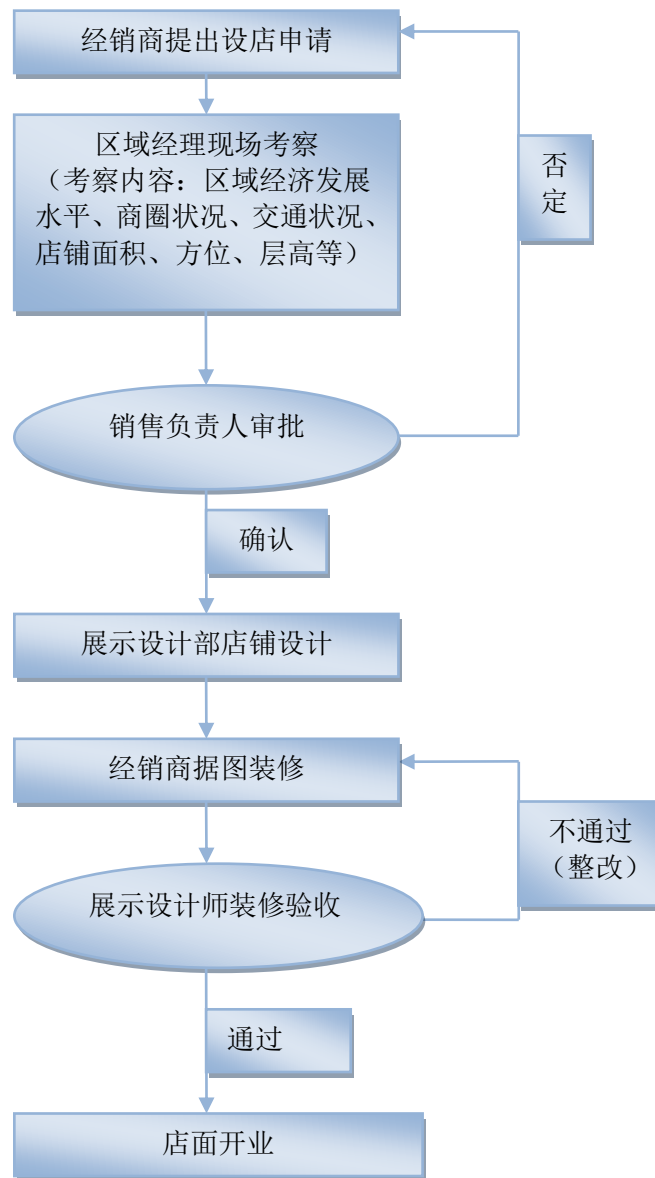 经销商提出设店申请
区域经理现场考察
（考察内容：区域经济发展
水平、商圈状况、交通状况、
店铺面积、方位、层高等）
否
定
销售负责人审批
确认
展示设计部店铺设计
经销商据图装修
不通过
（整改）
展示设计师装修验收
通过
店面开业